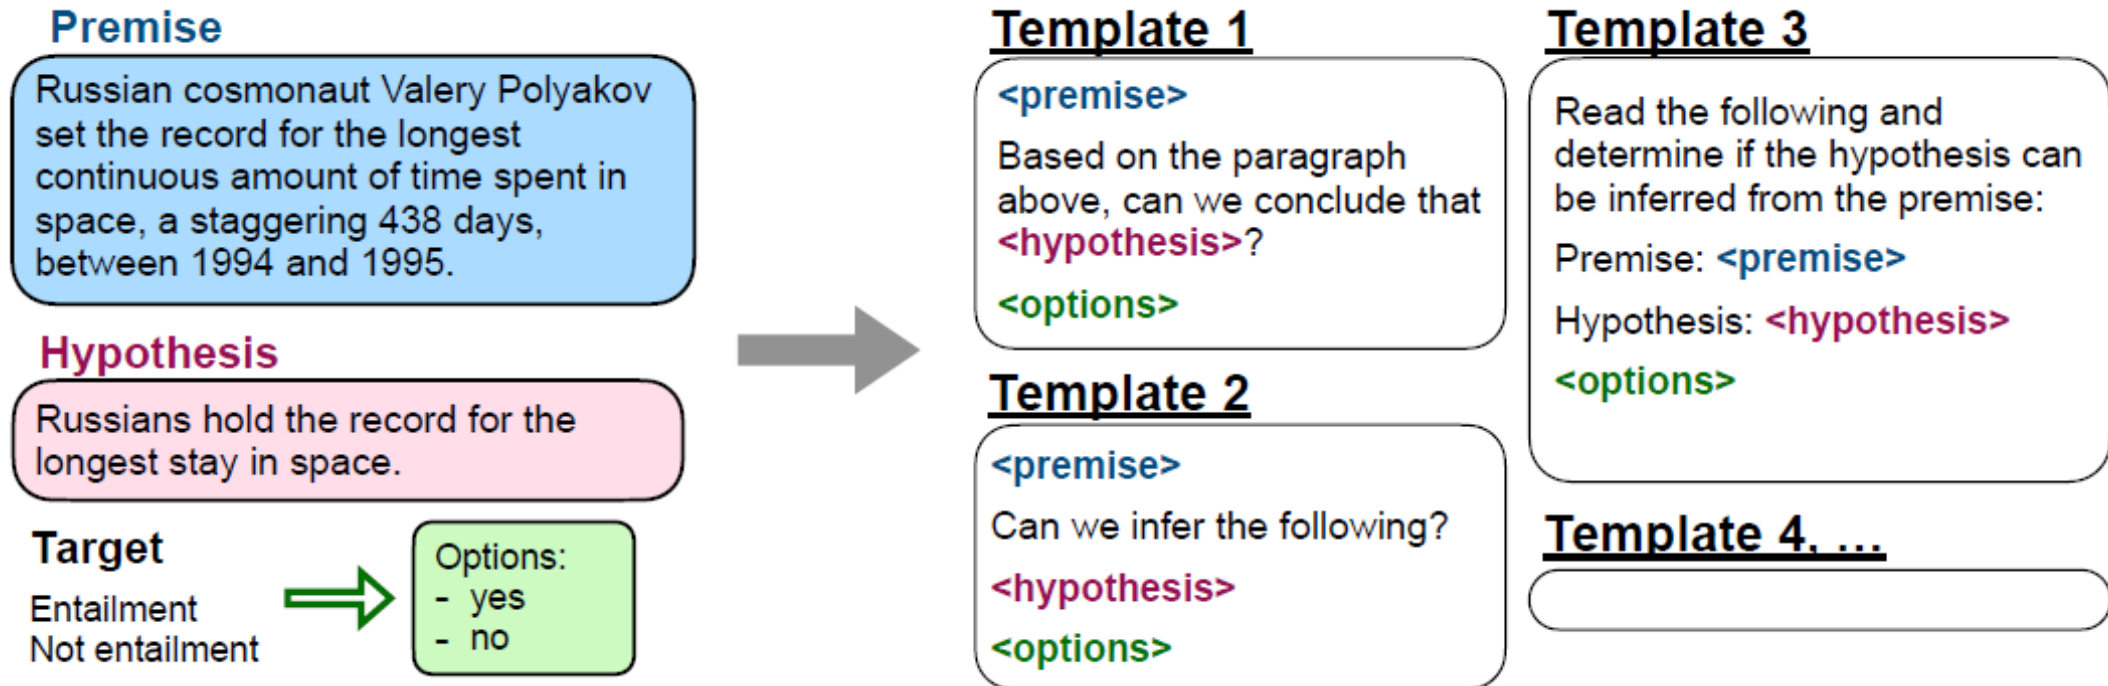 Premise
Russian cosmonaut Valery Polyakov
set the record for the longest
continuous amount of time spent in
space, a staggering 438 days,
between 1994 and 1995.
Hypothesis
Russians hold the record for the
longest stay in space.
Target
Entailment
Not entailment
Options:
- yes
- no
Template 1
<premise>
Based on the paragraph
above, can we conclude that
<hypothesis>?
<options>
Template 2
<premise>
Can we infer the following?
<hypothesis>
<options>
Template 3
Read the following and
determine if the hypothesis can
be inferred from the premise:
Premise: <premise>
Hypothesis: <hypothesis>
<options>
Template 4, ...